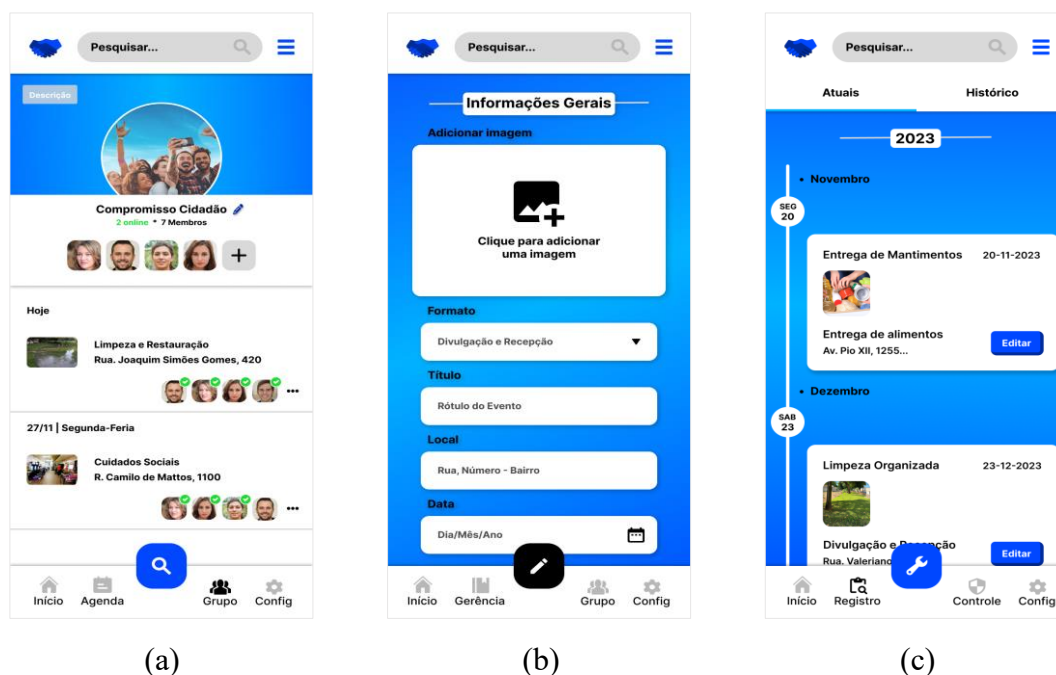 Pesquisar...
Descrição
Compromisso Cidadão
2 online * 7 Membros
Hoje
Limpeza e Restauração
Rua. Joaquim Simões Gomes, 420
27/11 | Segunda-Feria
Cuidados Sociais
R. Camilo de Mattos, 1100
Início Agenda Grupo Config
(a)
Pesquisar...
Informações Gerais
Adicionar imagem
Clique para adicionar
uma imagem
Formato
Divulgação e Recepção
Título
Rótulo do Evento
Local
Rua, Número - Bairro
Data
Dia/Mês/Ano
Início Gerência Grupo Config
(b)
Pesquisar...
Atuais Histórico
2023
• Novembro
SEG
20
Entrega de Mantimentos 20-11-2023
Entrega de alimentos
Av. Pio XII, 1255...
Editar
• Dezembro
SAB
23
Limpeza Organizada 23-12-2023
Divulgação e Recepção
Rua. Valeriano
Editar
Início Registro Controle Config
(c)